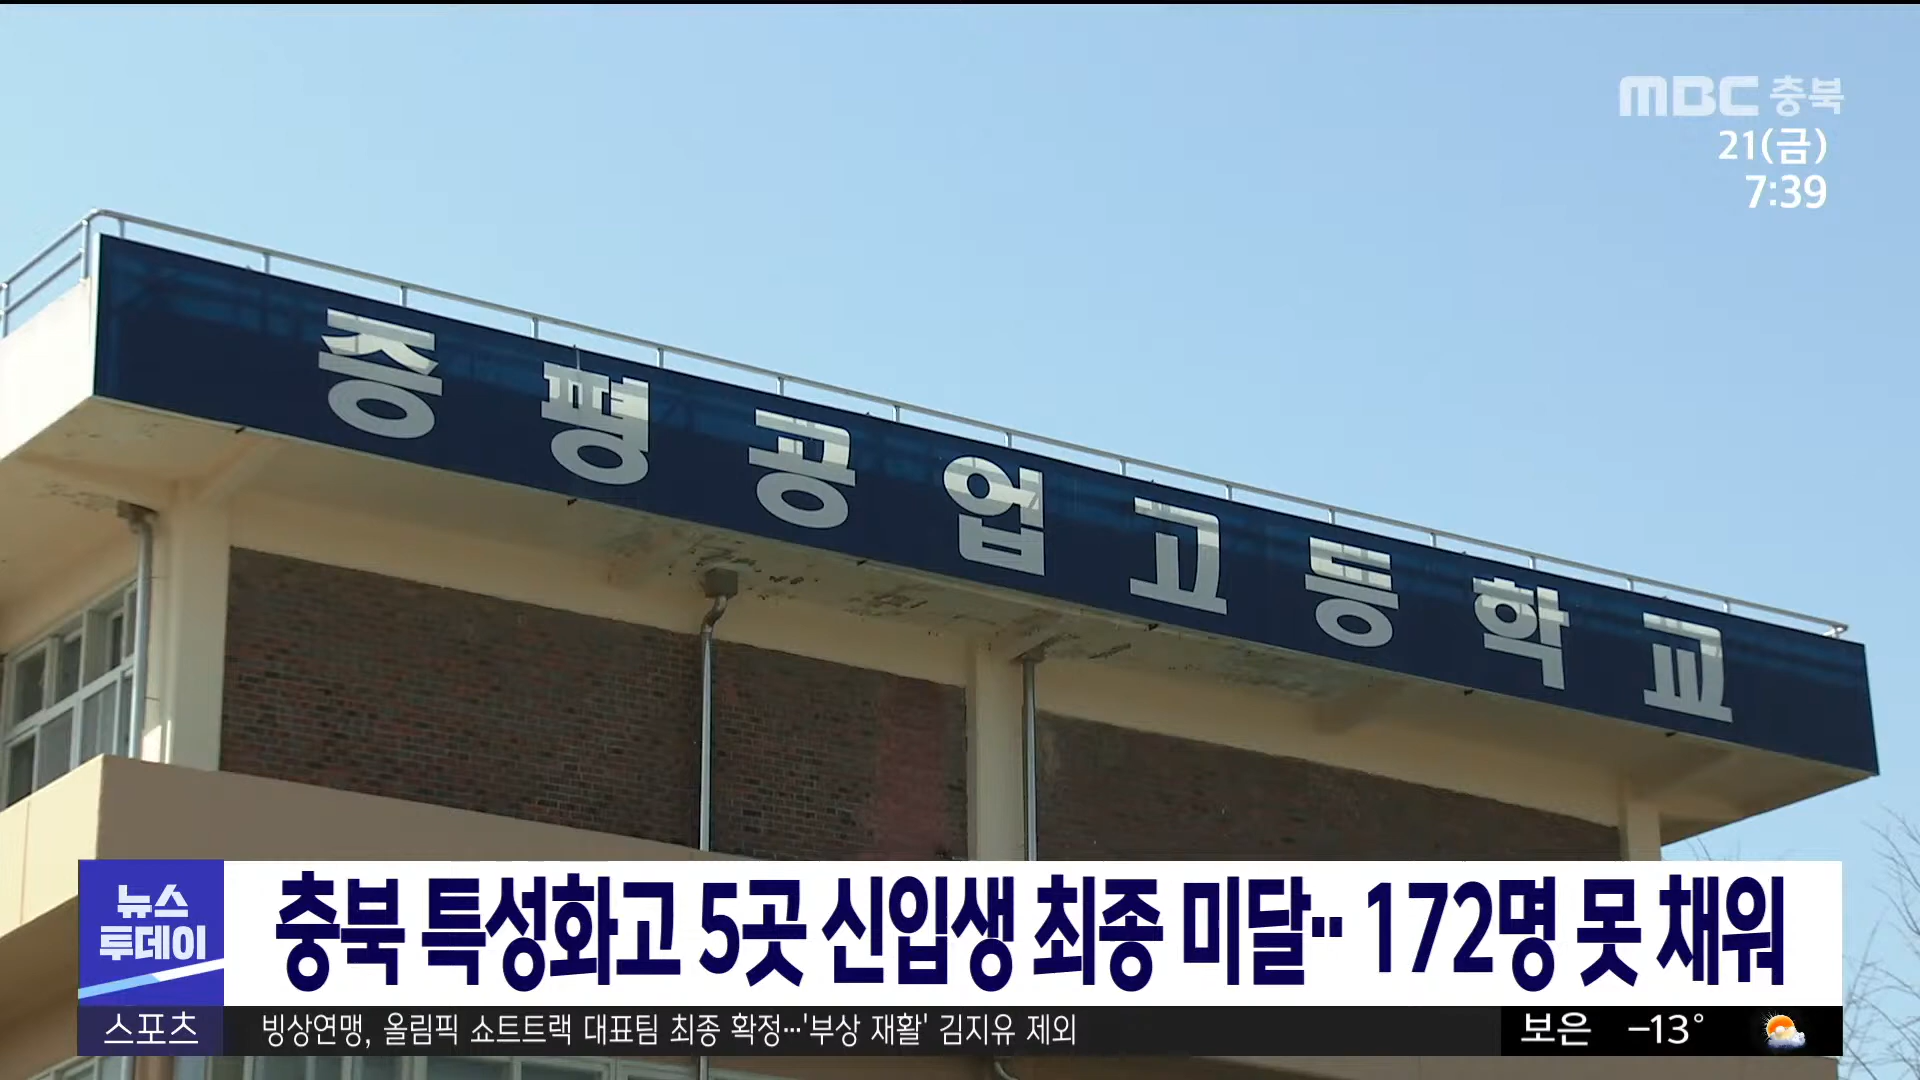 MBC 충북
21(금)
7:39
증평공업고등학교
뉴스
투데이
충북 특성화고 5곳 신입생 최종 미달·· 172명 못 채워
스포츠
빙상연맹, 올림픽 쇼트트랙 대표팀 최종 확정···'부상 재활' 김지유 제외
보은 -13°